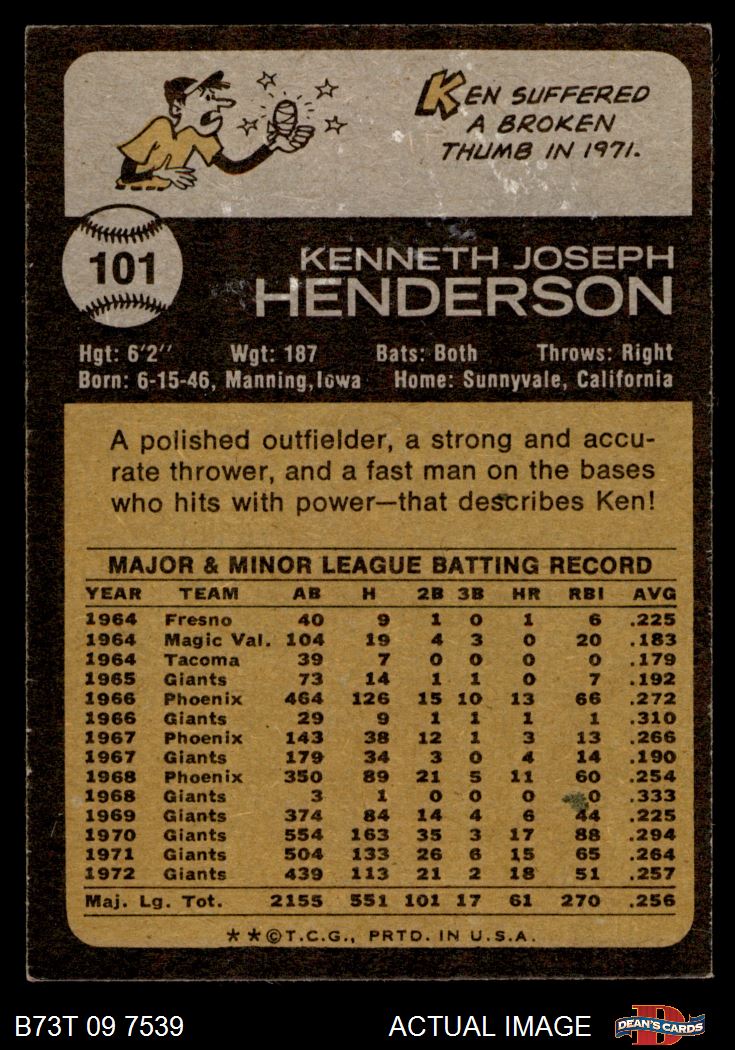 KEN SUFFERED
A BROKEN
THUMB IN 1971.
101
KENNETH JOSEPH
HENDERSON
Hgt: 6'2" Wgt: 187 Bats: Both Throws: Right
Born: 6-15-46, Manning, Iowa Home: Sunnyvale, California
A polished outfielder, a strong and accu-
rate thrower, and a fast man on the bases
who hits with power—that describes Ken!
MAJOR & MINOR LEAGUE BATTING RECORD
YEAR TEAM AB H 2B 3B HR RBI AVG
1964 Fresno 40 9 1 0 1 6 .225
1964 Magic Val. 104 19 4 3 0 20 .183
1964 Tacoma 39 7 0 0 0 0 .179
1965 Giants 73 14 1 1 0 7 .192
1966 Phoenix 464 126 15 10 13 66 .272
1966 Giants 29 9 1 1 1 1 .310
1967 Phoenix 143 38 12 1 3 13 .266
1967 Giants 179 34 3 0 4 14 .190
1968 Phoenix 350 89 21 5 11 60 .254
1968 Giants 3 1 0 0 0 0 .333
1969 Giants 374 84 14 4 6 44 .225
1970 Giants 554 163 35 3 17 88 .294
1971 Giants 504 133 26 6 15 65 .264
1972 Giants 439 113 21 2 18 51 .257
Maj. Lg. Tot. 2155 551 101 17 61 270 .256
★★©T.C.G., PRTD. IN U.S.A.
B73T 09 7539 ACTUAL IMAGE DEAN'S CARDS